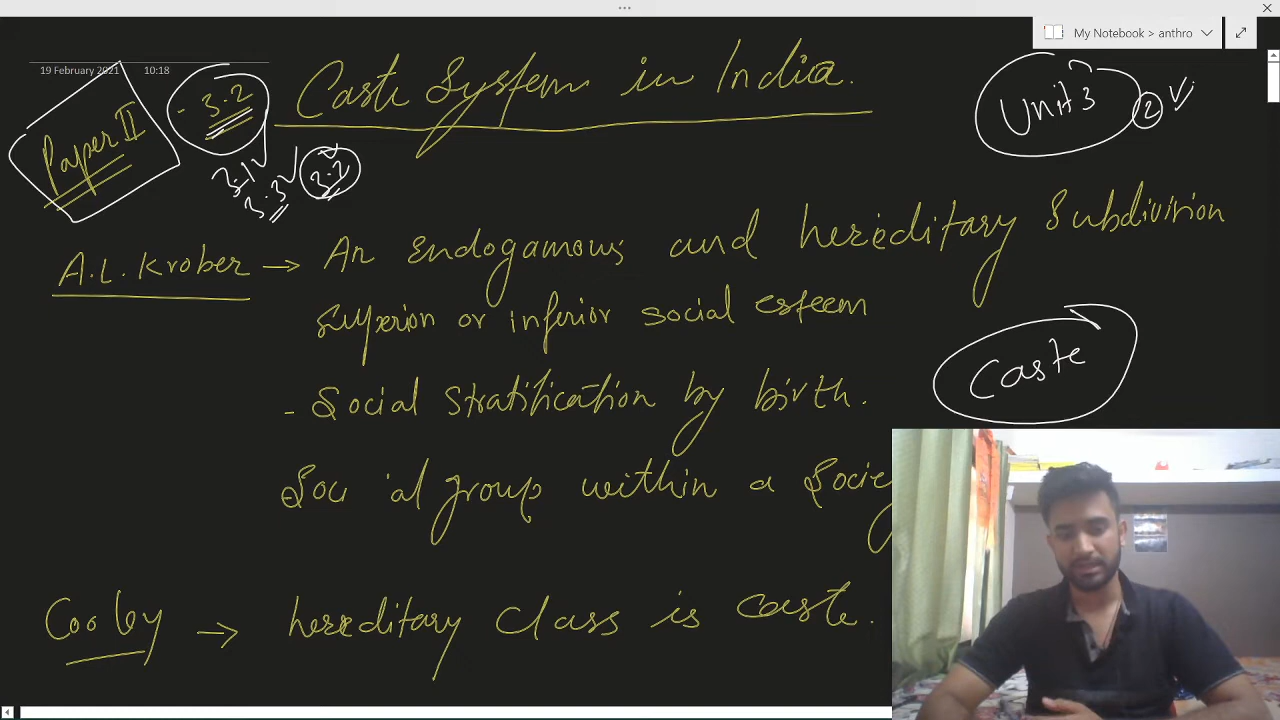 My Notebook > anthro
19 February 2021 10:18
Caste System in India.
Paper II
- 3.2
3.1
3.3
3.2
Unit 3
2
A.L. Krober → An Endogamous and hereditary Subdivision
Superior or inferior social esteem
Caste
- Social stratification by birth.
Social group within a
Cooley → hereditary class is caste.